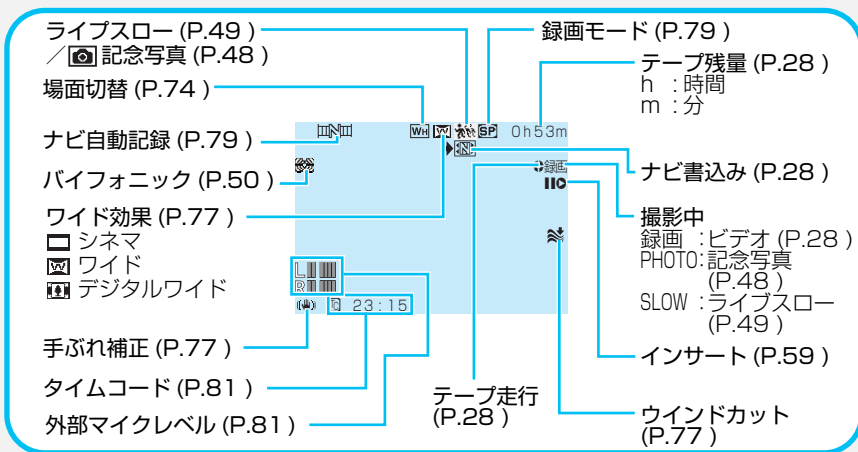 ライブスロー (P.49 )
／記念写真 (P.48 )
場面切替 (P.74 )
ナビ自動記録 (P.79 )
バイフォニック (P.50 )
ワイド効果 (P.77 )
シネマ
W ワイド
デジタルワイド
手ぶれ補正 (P.77 )
タイムコード (P.81 )
外部マイクレベル (P.81 )
N
WH W SP 0h53m
N
録画
L
R
23:15
テープ走行
(P.28 )
録画モード (P.79 )
テープ残量 (P.28 )
h ：時間
m ：分
ナビ書込み (P.28 )
撮影中
録画 ：ビデオ (P.28 )
PHOTO：記念写真
(P.48 )
SLOW ：ライブスロー
(P.49 )
インサート (P.59 )
ウインドカット
(P.77 )